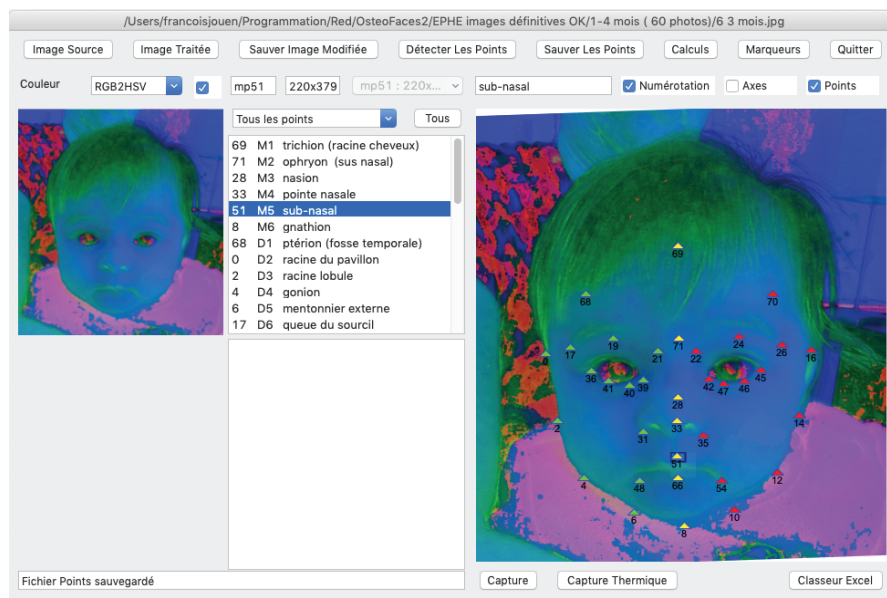 /Users/francoisjouen/Programmation/Red/OsteoFaces2/EPHE images définitives OK/1-4 mois ( 60 photos)/6 3 mois.jpg
Image Source Image Traitée Sauver Image Modifiée Détecter Les Points Sauver Les Points Calculs Marqueurs Quitter
Couleur RGB2HSV mp51 220x379 mp51 : 220x... sub-nasal Numérotation Axes Points
Tous les points Tous
69 M1 trichion (racine cheveux)
71 M2 ophryon (sus nasal)
28 M3 nasion
33 M4 pointe nasale
51 M5 sub-nasal
8 M6 gnathion
68 D1 ptérion (fosse temporale)
0 D2 racine du pavillon
2 D3 racine lobule
4 D4 gonion
6 D5 mentonnier externe
17 D6 queue du sourcil
69
68 70
19 71 24
17 21 22 26
0 16
36 45
41 40 39 42 47 46
28
2 33 14
31 35
51
4 48 66 54 12
6 10
8
Fichier Points sauvegardé
Capture Capture Thermique Classeur Excel